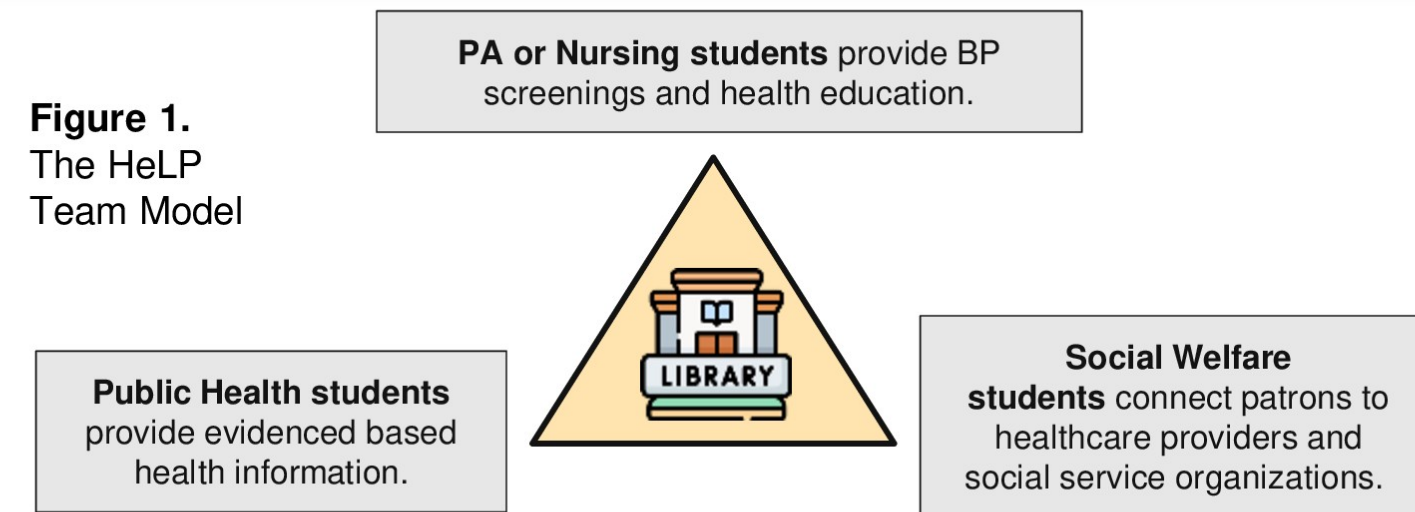 Figure 1.
The HeLP
Team Model
PA or Nursing students provide BP
screenings and health education.
LIBRARY
Public Health students
provide evidenced based
health information.
Social Welfare
students connect patrons to
healthcare providers and
social service organizations.